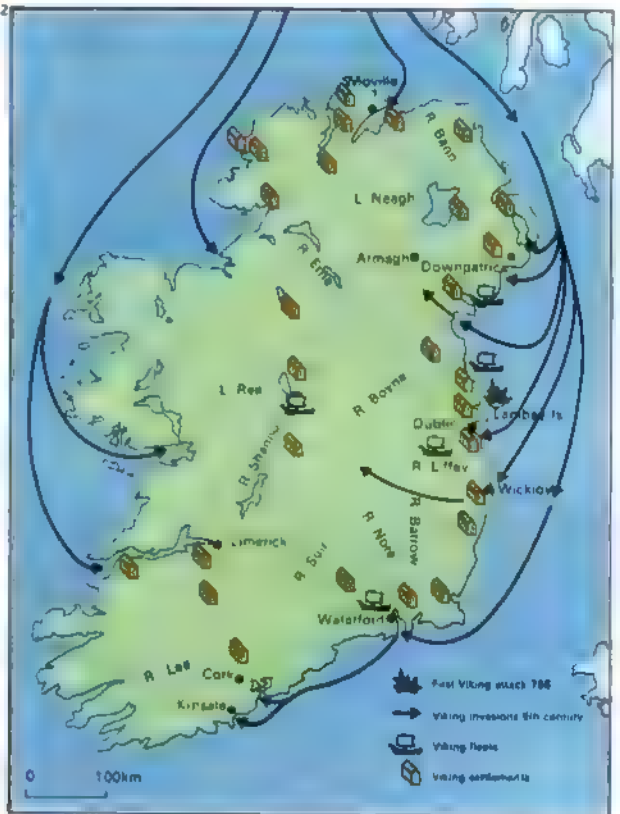 2
Moville
R Bann
L Neagh
R Erne
Armagh
Downpatrick
L Ree
R Boyne
Lambay Is
Dublin
R Shannon
R Liffey
Wicklow
R Barrow
R Nore
Limerick
R Suir
Waterford
R Lee
Cork
Kinsale
First Viking attack 795
Viking invasions 9th century
Viking fleets
Viking settlements
0 100km